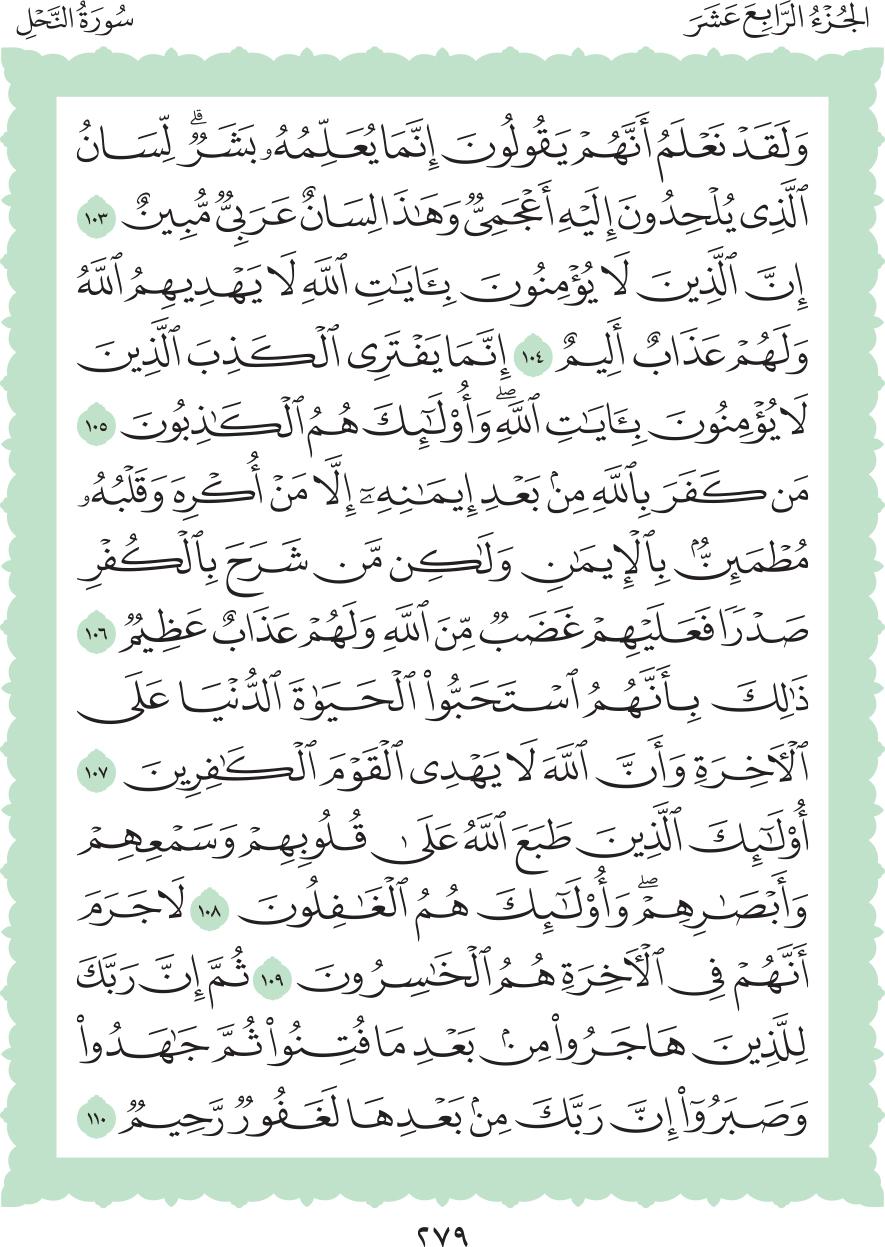 الجُزْءُ الرَّابِعَ عَشَرَ
سُورَةُ النَّحْلِ
وَلَقَدۡ نَعۡلَمُ أَنَّهُمۡ يَقُولُونَ إِنَّمَا يُعَلِّمُهُۥ بَشَرٞۗ لِّسَانُ
ٱلَّذِي يُلۡحِدُونَ إِلَيۡهِ أَعۡجَمِيّٞ وَهَٰذَا لِسَانٌ عَرَبِيّٞ مُّبِينٌ ١٠٣
إِنَّ ٱلَّذِينَ لَا يُؤۡمِنُونَ بِـَٔايَٰتِ ٱللَّهِ لَا يَهۡدِيهِمُ ٱللَّهُ
وَلَهُمۡ عَذَابٌ أَلِيمٌ ١٠٤ إِنَّمَا يَفۡتَرِي ٱلۡكَذِبَ ٱلَّذِينَ
لَا يُؤۡمِنُونَ بِـَٔايَٰتِ ٱللَّهِۖ وَأُوْلَٰٓئِكَ هُمُ ٱلۡكَٰذِبُونَ ١٠٥
مَن كَفَرَ بِٱللَّهِ مِنۢ بَعۡدِ إِيمَٰنِهِۦٓ إِلَّا مَنۡ أُكۡرِهَ وَقَلۡبُهُۥ
مُطۡمَئِنُّۢ بِٱلۡإِيمَٰنِ وَلَٰكِن مَّن شَرَحَ بِٱلۡكُفۡرِ
صَدۡرٗا فَعَلَيۡهِمۡ غَضَبٞ مِّنَ ٱللَّهِ وَلَهُمۡ عَذَابٌ عَظِيمٞ ١٠٦
ذَٰلِكَ بِأَنَّهُمُ ٱسۡتَحَبُّواْ ٱلۡحَيَوٰةَ ٱلدُّنۡيَا عَلَى
ٱلۡأٓخِرَةِ وَأَنَّ ٱللَّهَ لَا يَهۡدِي ٱلۡقَوۡمَ ٱلۡكَٰفِرِينَ ١٠٧
أُوْلَٰٓئِكَ ٱلَّذِينَ طَبَعَ ٱللَّهُ عَلَىٰ قُلُوبِهِمۡ وَسَمۡعِهِمۡ
وَأَبۡصَٰرِهِمۡۖ وَأُوْلَٰٓئِكَ هُمُ ٱلۡغَٰفِلُونَ ١٠٨ لَا جَرَمَ
أَنَّهُمۡ فِي ٱلۡأٓخِرَةِ هُمُ ٱلۡخَٰسِرُونَ ١٠٩ ثُمَّ إِنَّ رَبَّكَ
لِلَّذِينَ هَاجَرُواْ مِنۢ بَعۡدِ مَا فُتِنُواْ ثُمَّ جَٰهَدُواْ
وَصَبَرُوٓاْ إِنَّ رَبَّكَ مِنۢ بَعۡدِهَا لَغَفُورٞ رَّحِيمٞ ١١٠
٢٧٩